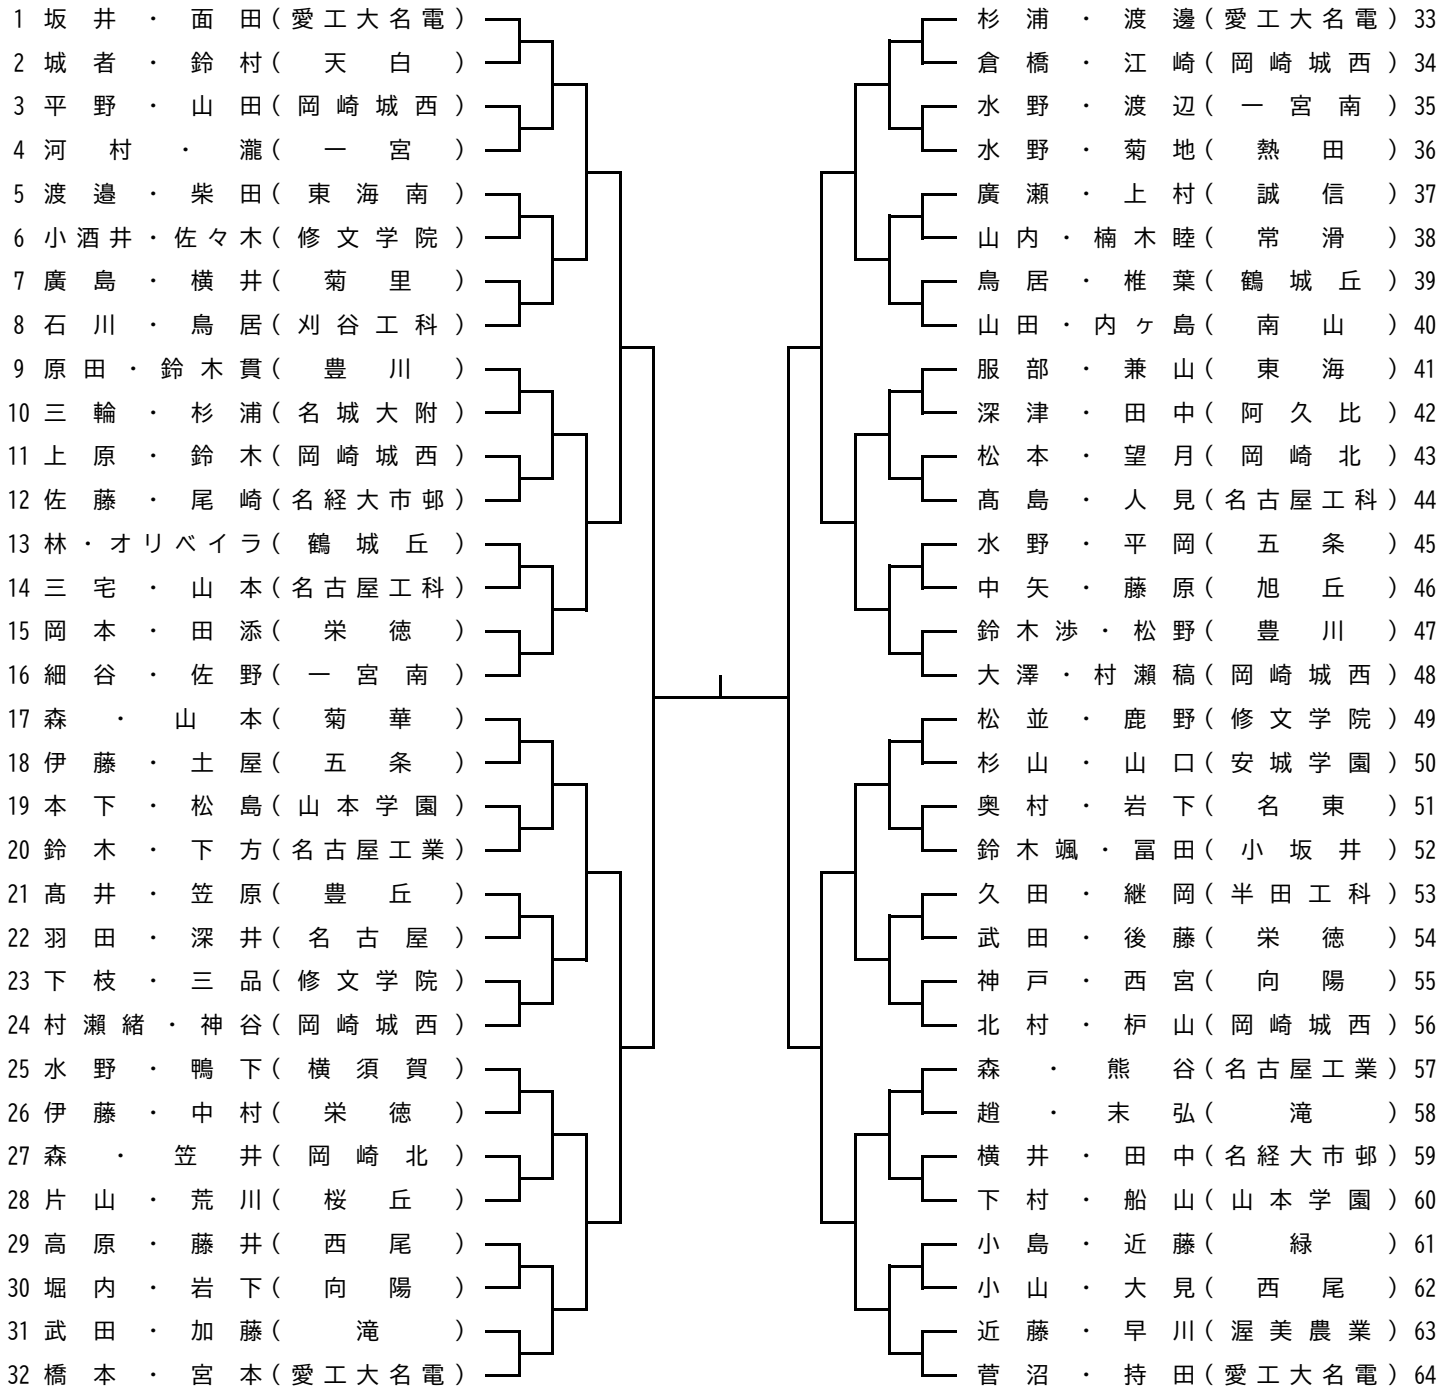 1 坂井・面田(愛工大名電)
2 城者・鈴村(天白)
3 平野・山田(岡崎城西)
4 河村・瀧(一宮)
5 渡邉・柴田(東海南)
6 小酒井・佐々木(修文学院)
7 廣島・横井(菊里)
8 石川・鳥居(刈谷工科)
9 原田・鈴木貫(豊川)
10 三輪・杉浦(名城大附)
11 上原・鈴木(岡崎城西)
12 佐藤・尾崎(名経大市邨)
13 林・オリベイラ(鶴城丘)
14 三宅・山本(名古屋工科)
15 岡本・田添(栄徳)
16 細谷・佐野(一宮南)
17 森・山本(菊華)
18 伊藤・土屋(五条)
19 本下・松島(山本学園)
20 鈴木・下方(名古屋工業)
21 髙井・笠原(豊丘)
22 羽田・深井(名古屋)
23 下枝・三品(修文学院)
24 村瀬緒・神谷(岡崎城西)
25 水野・鴨下(横須賀)
26 伊藤・中村(栄徳)
27 森・笠井(岡崎北)
28 片山・荒川(桜丘)
29 高原・藤井(西尾)
30 堀内・岩下(向陽)
31 武田・加藤(滝)
32 橋本・宮本(愛工大名電)
杉浦・渡邊(愛工大名電) 33
倉橋・江崎(岡崎城西) 34
水野・渡辺(一宮南) 35
水野・菊地(熱田) 36
廣瀬・上村(誠信) 37
山内・楠木睦(常滑) 38
鳥居・椎葉(鶴城丘) 39
山田・内ヶ島(南山) 40
服部・兼山(東海) 41
深津・田中(阿久比) 42
松本・望月(岡崎北) 43
髙島・人見(名古屋工科) 44
水野・平岡(五条) 45
中矢・藤原(旭丘) 46
鈴木渉・松野(豊川) 47
大澤・村瀬稿(岡崎城西) 48
松並・鹿野(修文学院) 49
杉山・山口(安城学園) 50
奥村・岩下(名東) 51
鈴木颯・冨田(小坂井) 52
久田・継岡(半田工科) 53
武田・後藤(栄徳) 54
神戸・西宮(向陽) 55
北村・枦山(岡崎城西) 56
森・熊谷(名古屋工業) 57
趙・末弘(滝) 58
横井・田中(名経大市邨) 59
下村・船山(山本学園) 60
小島・近藤(緑) 61
小山・大見(西尾) 62
近藤・早川(渥美農業) 63
菅沼・持田(愛工大名電) 64